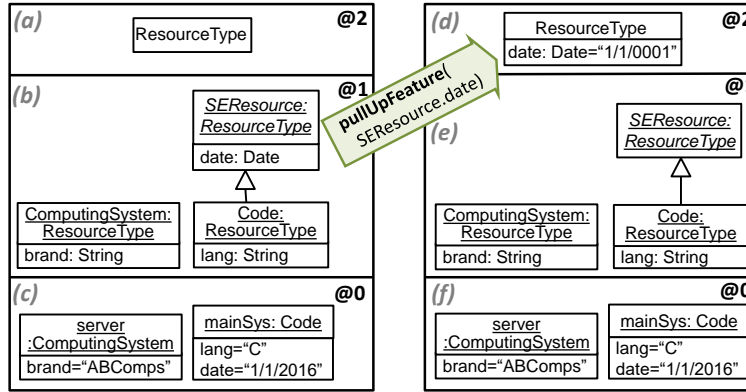 (a)
@2
ResourceType
(b)
@1
SEResource:
ResourceType
date: Date
ComputingSystem:
ResourceType
brand: String
Code:
ResourceType
lang: String
(c)
@0
server
:ComputingSystem
brand="ABComps"
mainSys: Code
lang="C"
date="1/1/2016"
pullUpFeature(
SEResource.date)
(d)
@2
ResourceType
date: Date="1/1/0001"
(e)
SEResource:
ResourceType
ComputingSystem:
ResourceType
brand: String
Code:
ResourceType
lang: String
(f)
@0
server
:ComputingSystem
brand="ABComps"
mainSys: Code
lang="C"
date="1/1/2016"